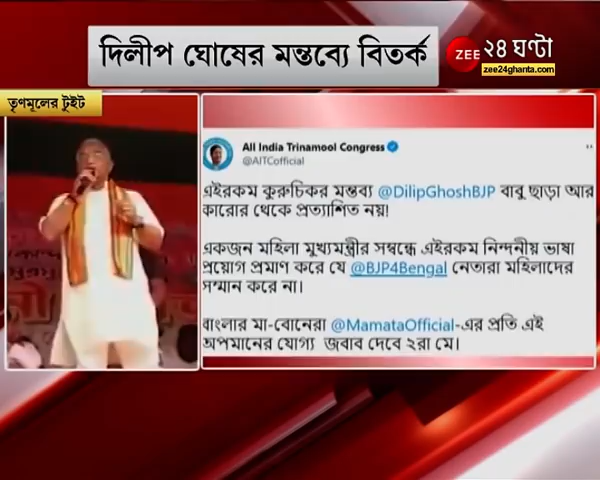 দিলীপ ঘোষের মন্তব্যে বিতর্ক
ZEE ২৪ ঘণ্টা
zee24ghanta.com
তৃণমূলের টুইট
All India Trinamool Congress
@AITCofficial
এইরকম কুরুচিকর মন্তব্য @DilipGhoshBJP বাবু ছাড়া আর
কারোর থেকে প্রত্যাশিত নয়!
একজন মহিলা মুখ্যমন্ত্রীর সম্বন্ধে এইরকম নিন্দনীয় ভাষা
প্রয়োগ প্রমাণ করে যে @BJP4Bengal নেতারা মহিলাদের
সম্মান করে না।
বাংলার মা-বোনেরা @MamataOfficial-এর প্রতি এই
অপমানের যোগ্য জবাব দেবে ২রা মে।